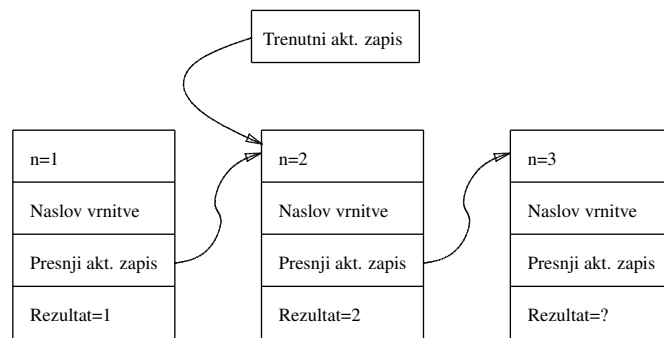 Trenutni akt. zapis
n=1
Naslov vrnitve
Presnji akt. zapis
Rezultat=1
n=2
Naslov vrnitve
Presnji akt. zapis
Rezultat=2
n=3
Naslov vrnitve
Presnji akt. zapis
Rezultat=?